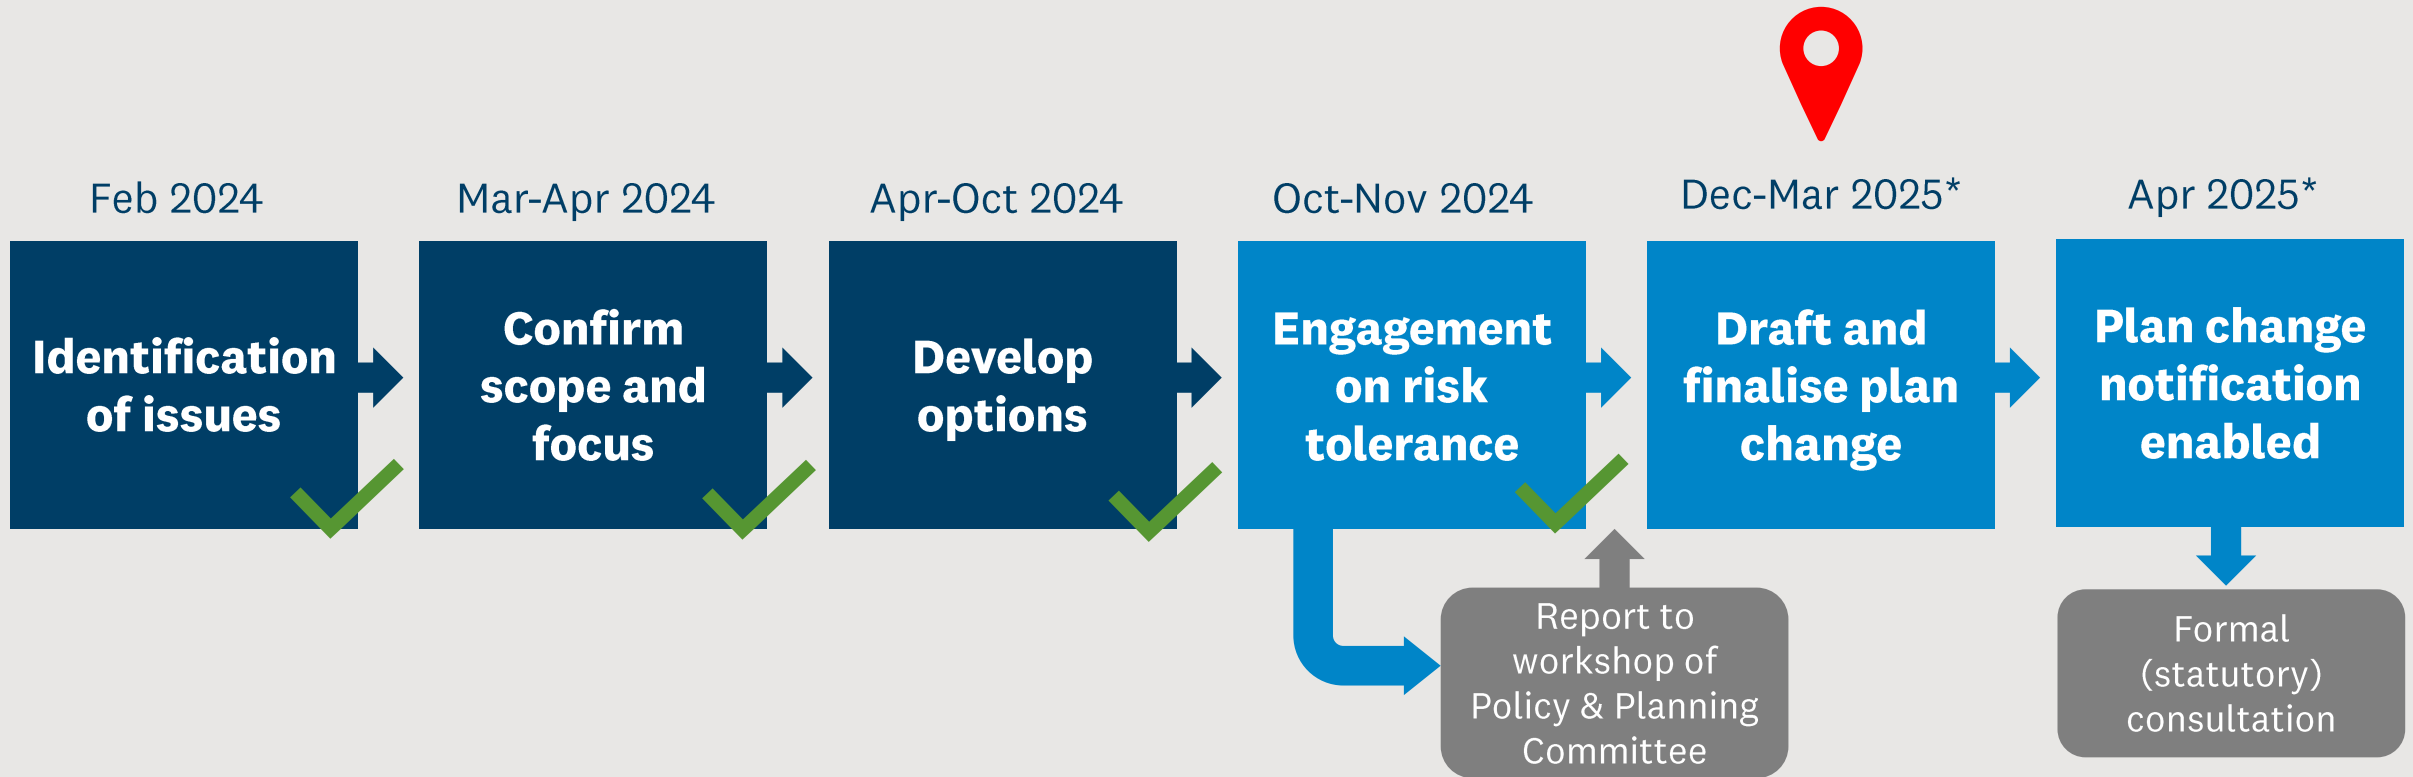 Feb 2024
Mar-Apr 2024
Apr-Oct 2024
Oct-Nov 2024
Dec-Mar 2025*
Apr 2025*
Identification
of issues
Confirm
scope and
focus
Develop
options
Engagement
on risk
tolerance
Draft and
finalise plan
change
Plan change
notification
enabled
Report to
workshop of
Policy & Planning
Committee
Formal
(statutory)
consultation